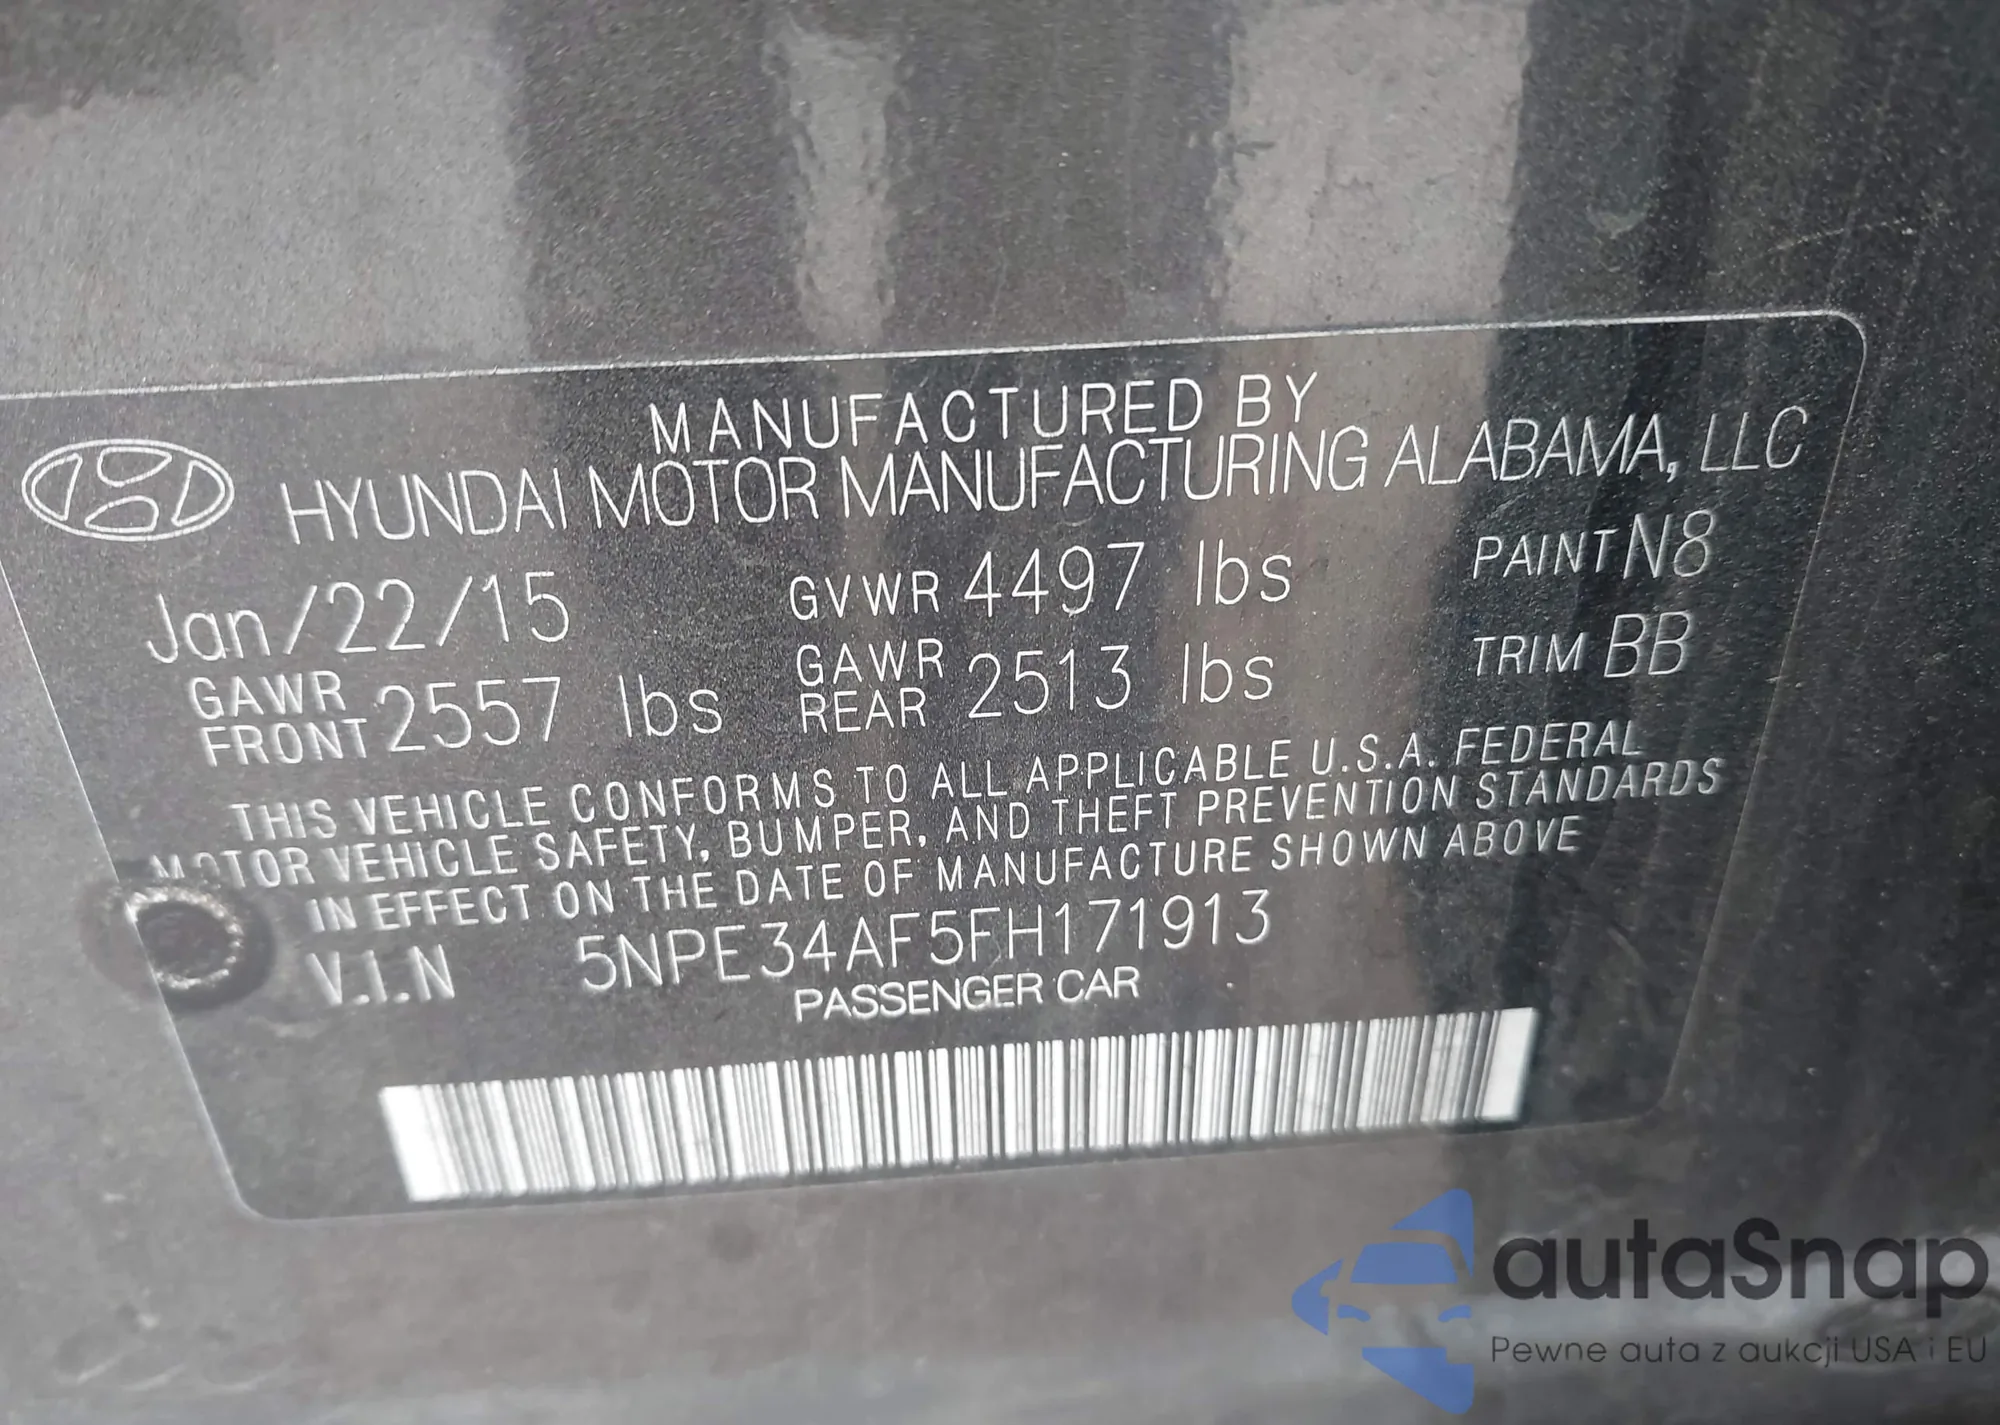 MANUFACTURED BY
HYUNDAI MOTOR MANUFACTURING ALABAMA, LLC
Jan/22/15 GVWR 4497 lbs PAINT N8
GAWR FRONT 2557 lbs GAWR REAR 2513 lbs TRIM BB
THIS VEHICLE CONFORMS TO ALL APPLICABLE U.S.A. FEDERAL
MOTOR VEHICLE SAFETY, BUMPER, AND THEFT PREVENTION STANDARDS
IN EFFECT ON THE DATE OF MANUFACTURE SHOWN ABOVE
V.I.N 5NPE34AF5FH171913
PASSENGER CAR
autaSnap
Pewne auta z aukcji USA i EU